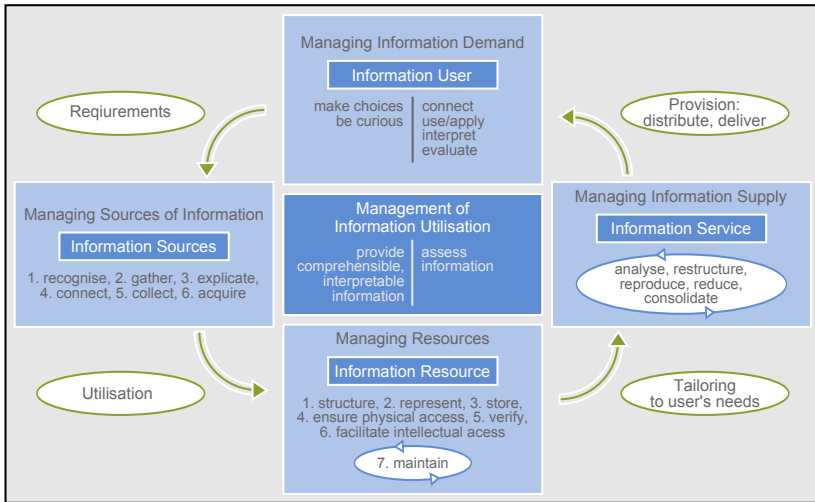 Managing Information Demand
Information User
make choices
be curious
connect
use/apply
interpret
evaluate
Reqiurements
Provision:
distribute, deliver
Managing Sources of Information
Information Sources
1. recognise, 2. gather, 3. explicate,
4. connect, 5. collect, 6. acquire
Management of
Information Utilisation
provide
comprehensible,
interpretable
information
assess
information
Managing Information Supply
Information Service
analyse, restructure,
reproduce, reduce,
consolidate
Managing Resources
Information Resource
1. structure, 2. represent, 3. store,
4. ensure physical access, 5. verify,
6. facilitate intellectual acess
7. maintain
Utilisation
Tailoring
to user's needs